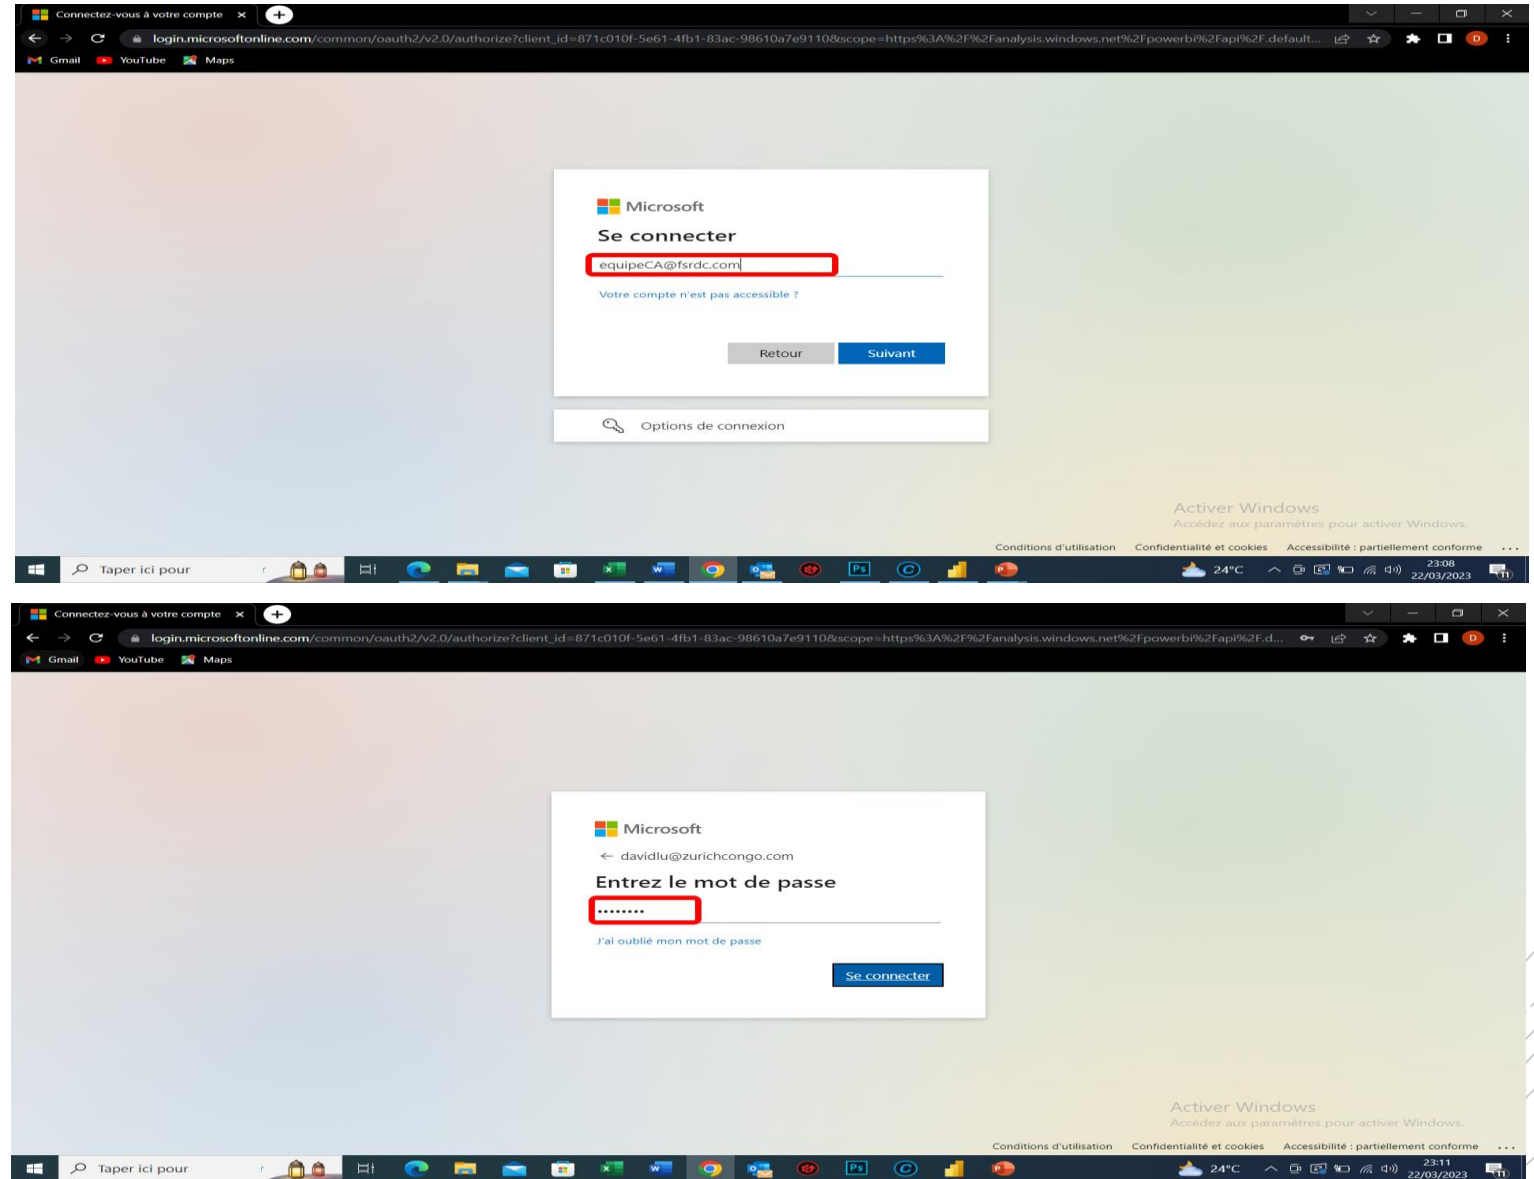 Connectez-vous à votre compte
login.microsoftonline.com/common/oauth2/v2.0/authorize?client_id=871c010f-5e61-4fb1-83ac-98610a7e9110&scope=https%3A%2F%2Fanalysis.windows.net%2Fpowerbi%2Fapi%2F.default...
D
Gmail YouTube Maps
Microsoft
Se connecter
equipeCA@fsrdc.com
Votre compte n'est pas accessible ?
Retour Suivant
Options de connexion
Activer Windows
Accédez aux paramètres pour activer Windows.
Conditions d'utilisation Confidentialité et cookies Accessibilité : partiellement conforme ...
Taper ici pour r
24°C 23:08
22/03/2023
11
Connectez-vous à votre compte
login.microsoftonline.com/common/oauth2/v2.0/authorize?client_id=871c010f-5e61-4fb1-83ac-98610a7e9110&scope=https%3A%2F%2Fanalysis.windows.net%2Fpowerbi%2Fapi%2F.d...
D
Gmail YouTube Maps
Microsoft
davidlu@zurichcongo.com
Entrez le mot de passe
••••••••
J'ai oublié mon mot de passe
Se connecter
Activer Windows
Accédez aux paramètres pour activer Windows.
Conditions d'utilisation Confidentialité et cookies Accessibilité : partiellement conforme ...
Taper ici pour r
24°C 23:11
22/03/2023
11